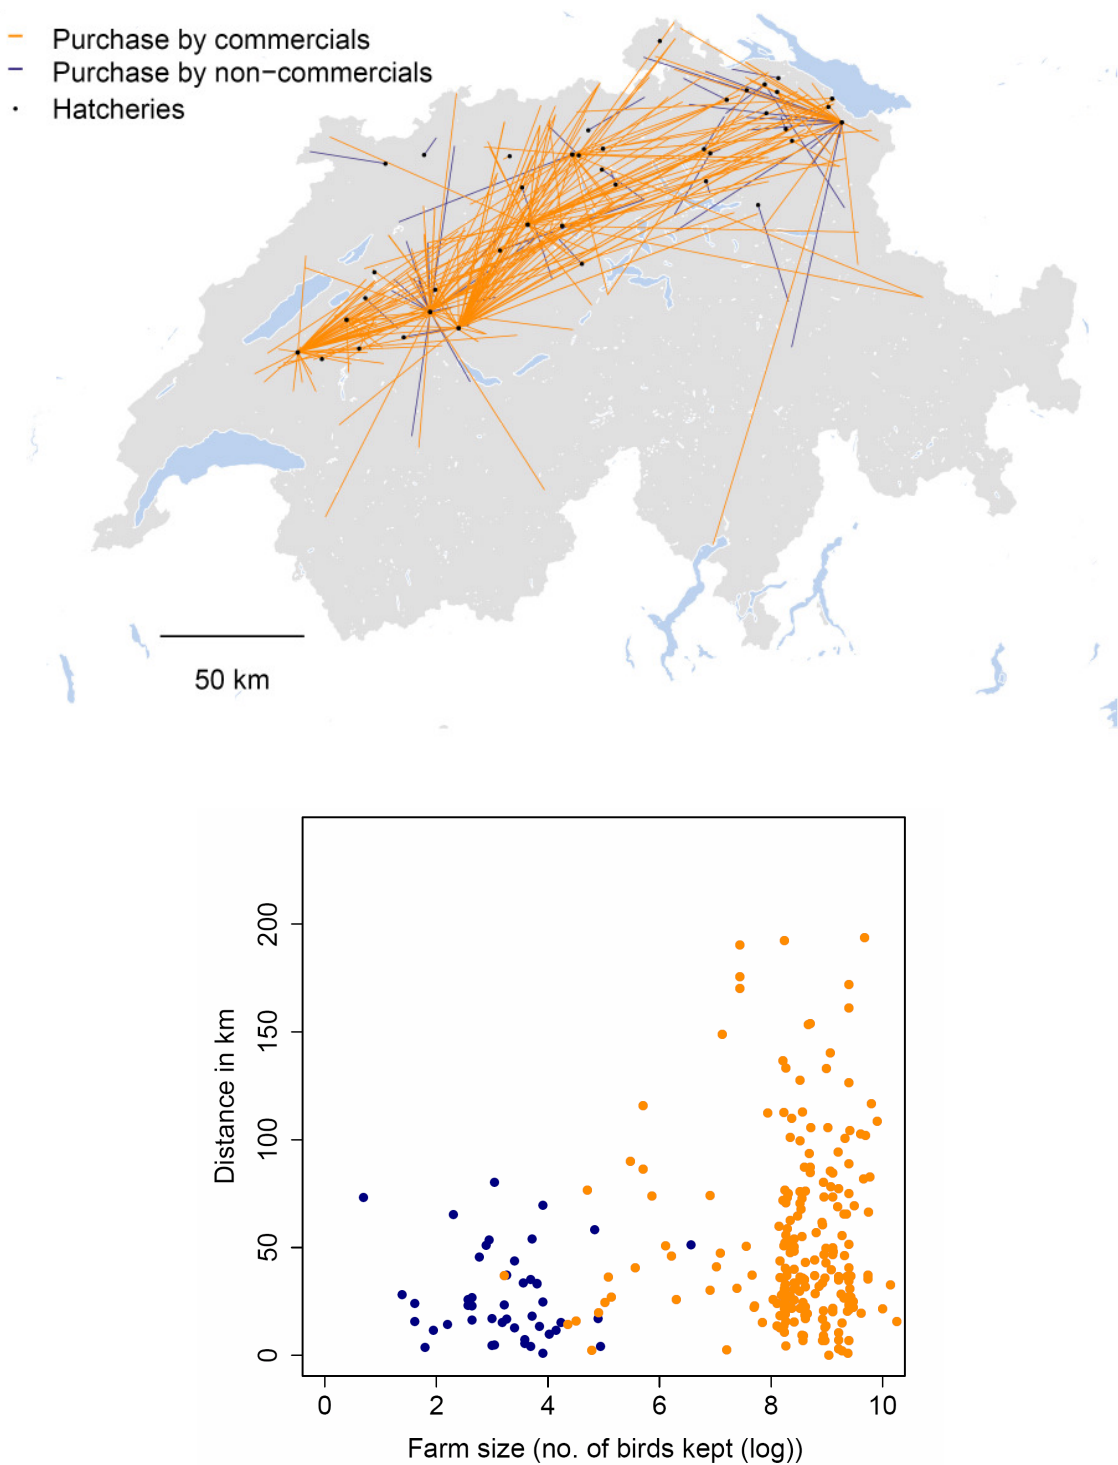 Purchase by commercials
Purchase by non−commercials
Hatcheries
50 km
200
150
100
50
0
Distance in km
0 2 4 6 8 10
Farm size (no. of birds kept (log))